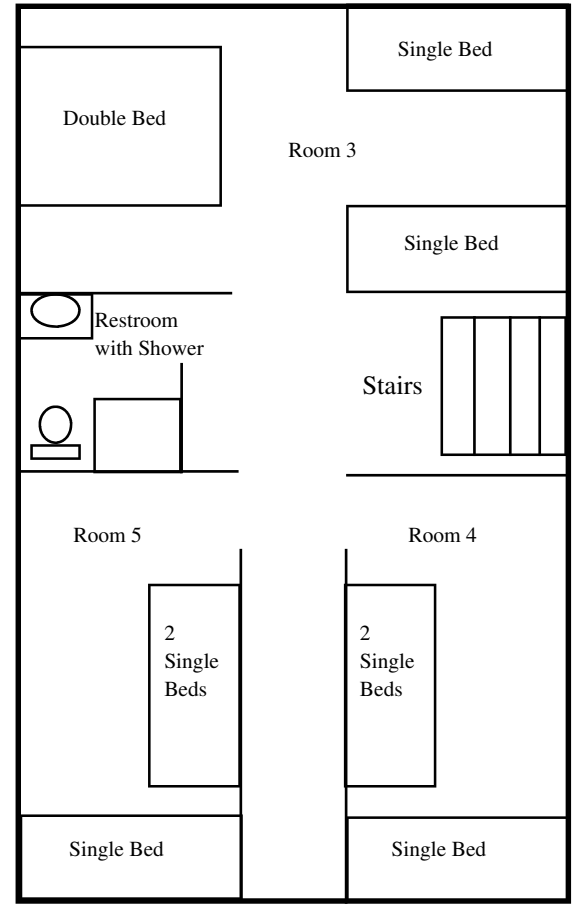 Single Bed
Double Bed
Room 3
Single Bed
Restroom
with Shower
Stairs
Room 5
Room 4
2
Single
Beds
2
Single
Beds
Single Bed
Single Bed